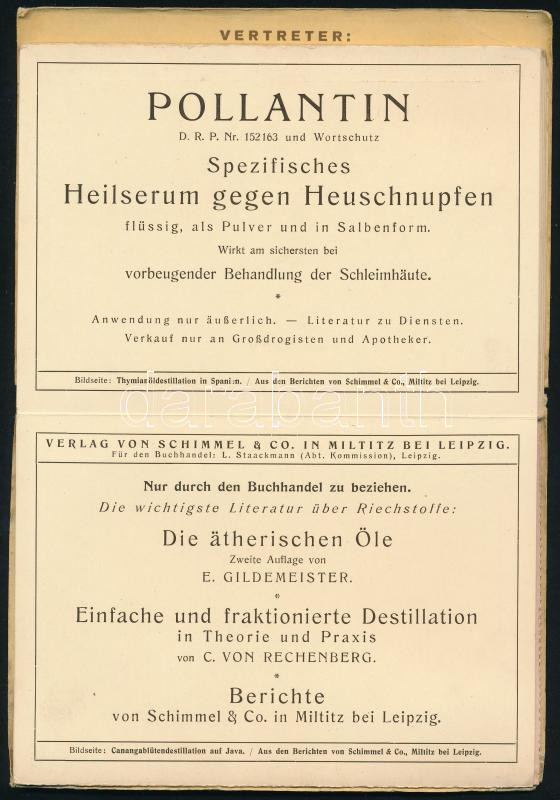 VERTRETER:
POLLANTIN
D. R. P. Nr. 152163 und Wortschutz
Spezifisches
Heilserum gegen Heuschnupfen
flüssig, als Pulver und in Salbenform.
Wirkt am sichersten bei
vorbeugender Behandlung der Schleimhäute.
*
Anwendung nur äußerlich. — Literatur zu Diensten.
Verkauf nur an Großdrogisten und Apotheker.
Bildseite: Thymianöldestillation in Spanien. / Aus den Berichten von Schimmel & Co., Miltitz bei Leipzig.
darabanth
VERLAG VON SCHIMMEL & CO. IN MILTITZ BEI LEIPZIG.
Für den Buchhandel: L. Staackmann (Abt. Kommission), Leipzig.
Nur durch den Buchhandel zu beziehen.
Die wichtigste Literatur über Riechstoffe:
Die ätherischen Öle
Zweite Auflage von
E. GILDEMEISTER.
*
Einfache und fraktionierte Destillation
in Theorie und Praxis
von C. VON RECHENBERG.
*
Berichte
von Schimmel & Co. in Miltitz bei Leipzig.
Bildseite: Canangablütendestillation auf Java. / Aus den Berichten von Schimmel & Co., Miltitz bei Leipzig.